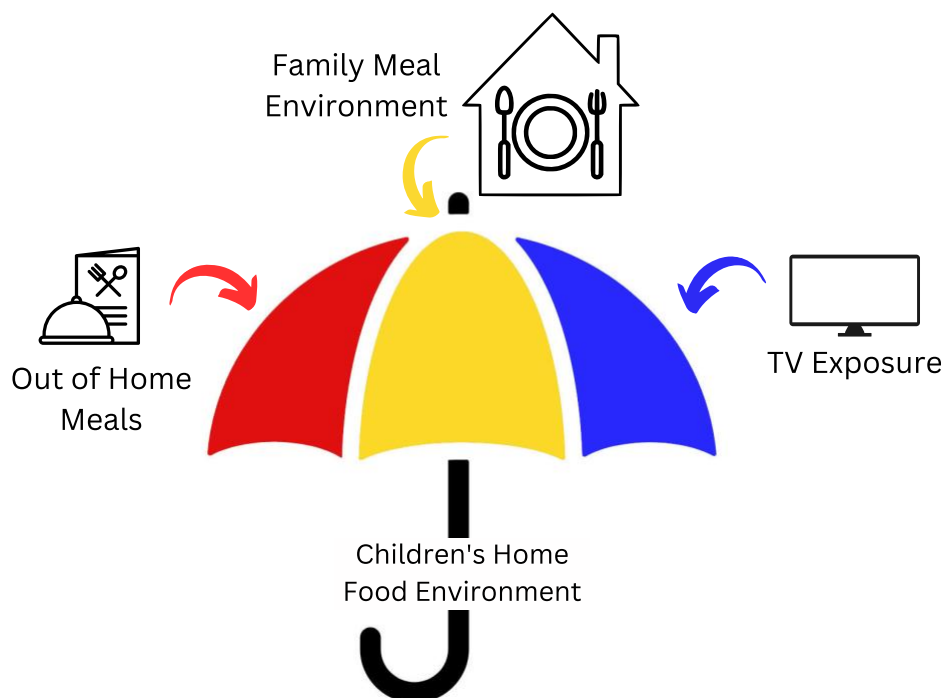 Family Meal
Environment
Out of Home
Meals
TV Exposure
Children's Home
Food Environment